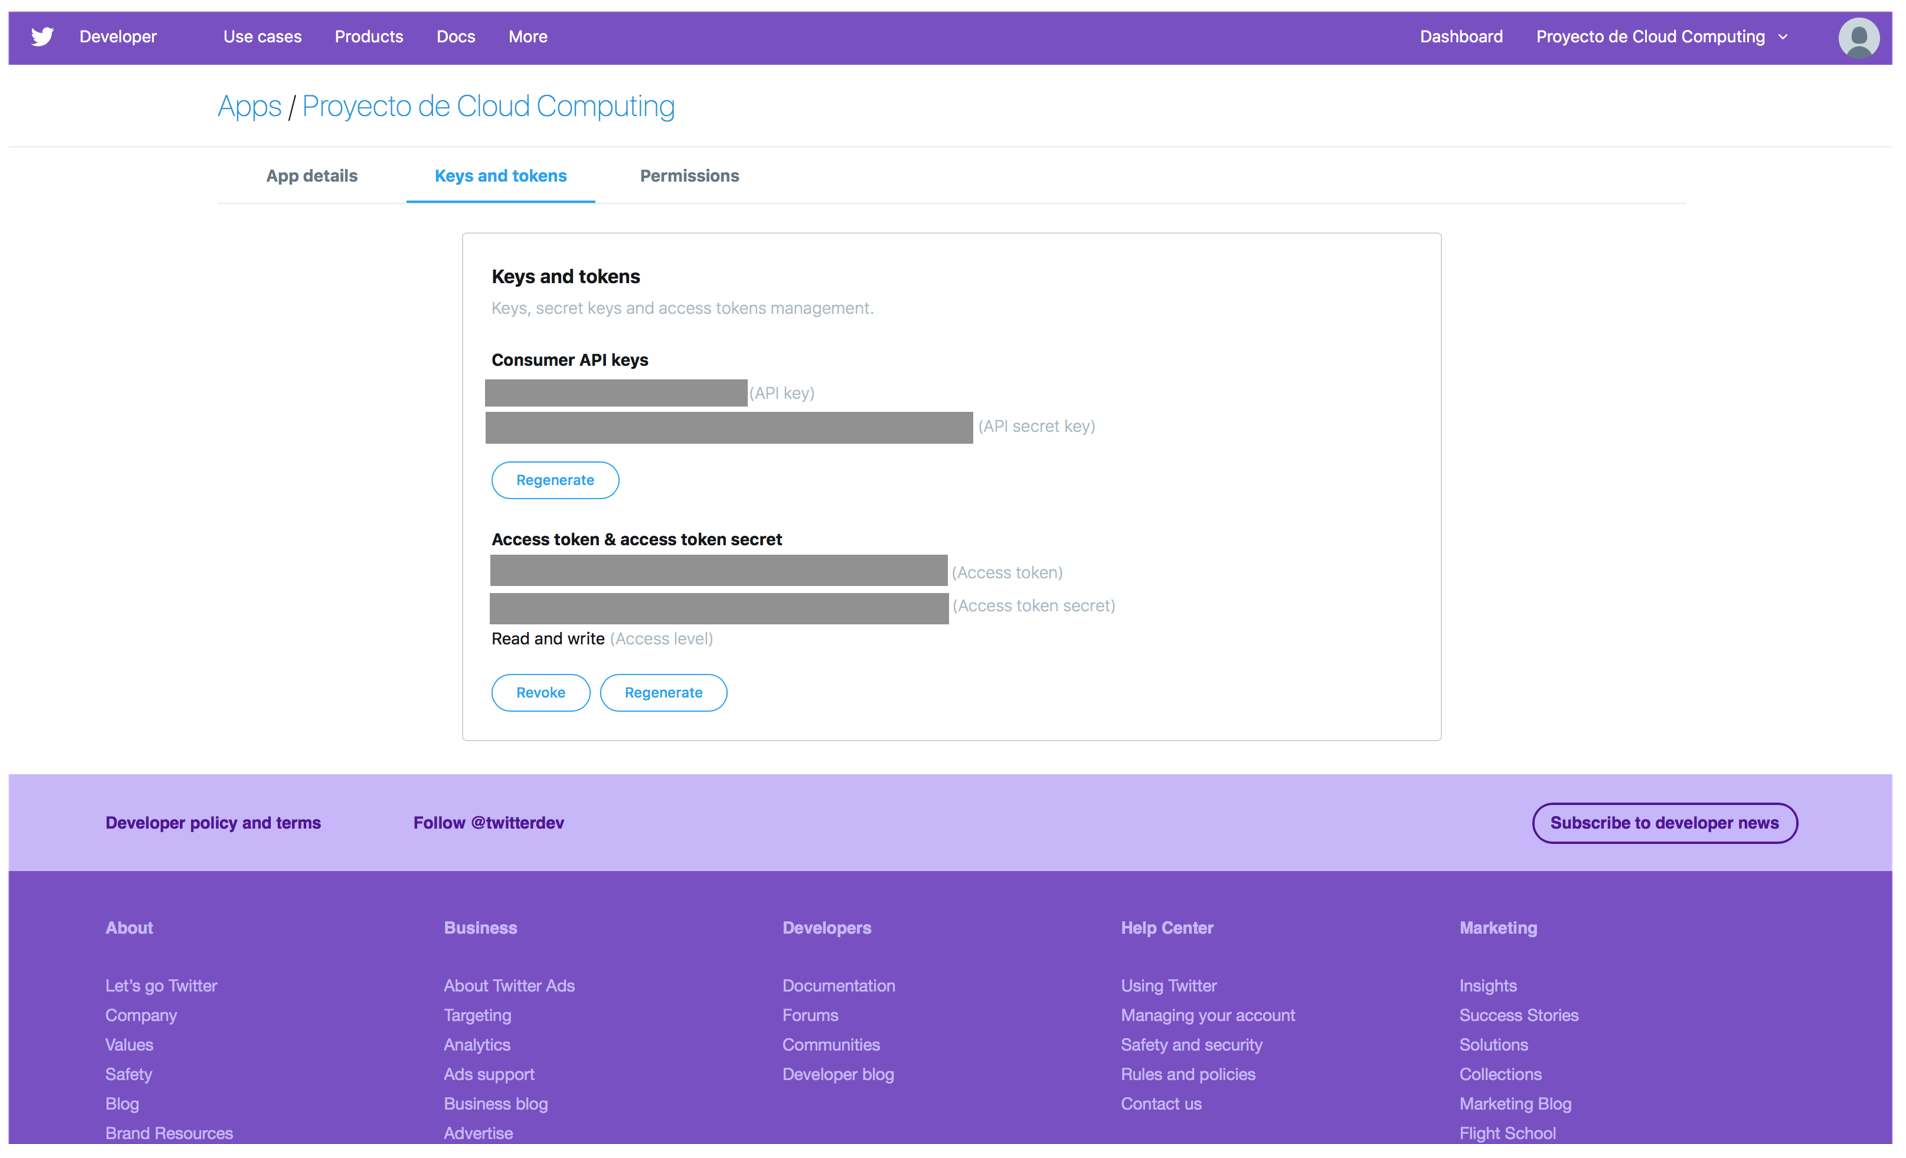 Developer Use cases Products Docs More Dashboard Proyecto de Cloud Computing
Apps / Proyecto de Cloud Computing
App details Keys and tokens Permissions
Keys and tokens
Keys, secret keys and access tokens management.
Consumer API keys
(API key)
(API secret key)
Regenerate
Access token & access token secret
(Access token)
(Access token secret)
Read and write (Access level)
Revoke Regenerate
Developer policy and terms Follow @twitterdev Subscribe to developer news
About Business Developers Help Center Marketing
Let's go Twitter About Twitter Ads Documentation Using Twitter Insights
Company Targeting Forums Managing your account Success Stories
Values Analytics Communities Safety and security Solutions
Safety Ads support Developer blog Rules and policies Collections
Blog Business blog Contact us Marketing Blog
Brand Resources Advertise Flight School